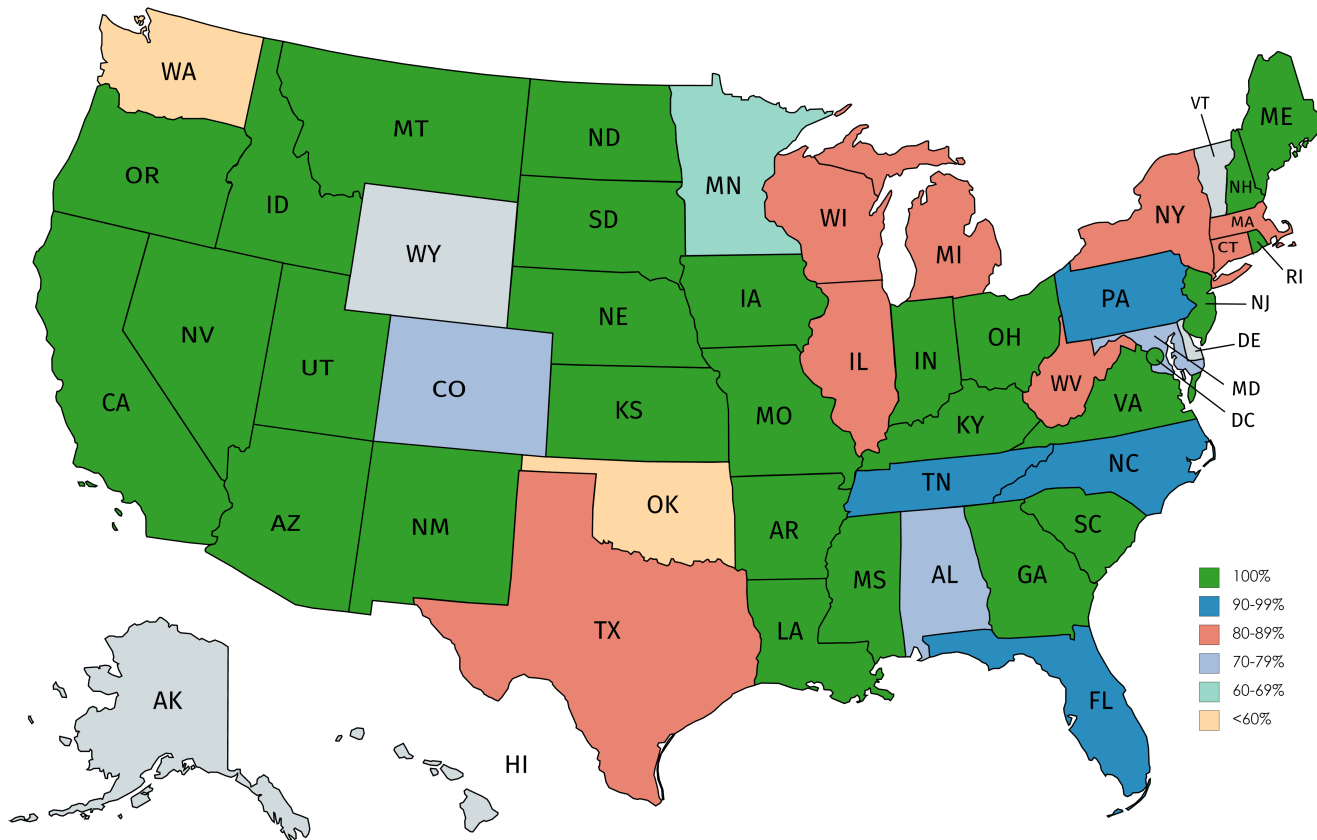 WA
MT
ND
MN
VT
ME
OR
ID
SD
WI
MI
NY
NH
MA
CT
RI
WY
NE
IA
PA
NJ
NV
UT
CO
IL
IN
OH
DE
MD
DC
CA
KS
MO
KY
WV
VA
AZ
NM
OK
AR
TN
NC
SC
TX
LA
MS
AL
GA
FL
AK
HI
100%
90-99%
80-89%
70-79%
60-69%
<60%